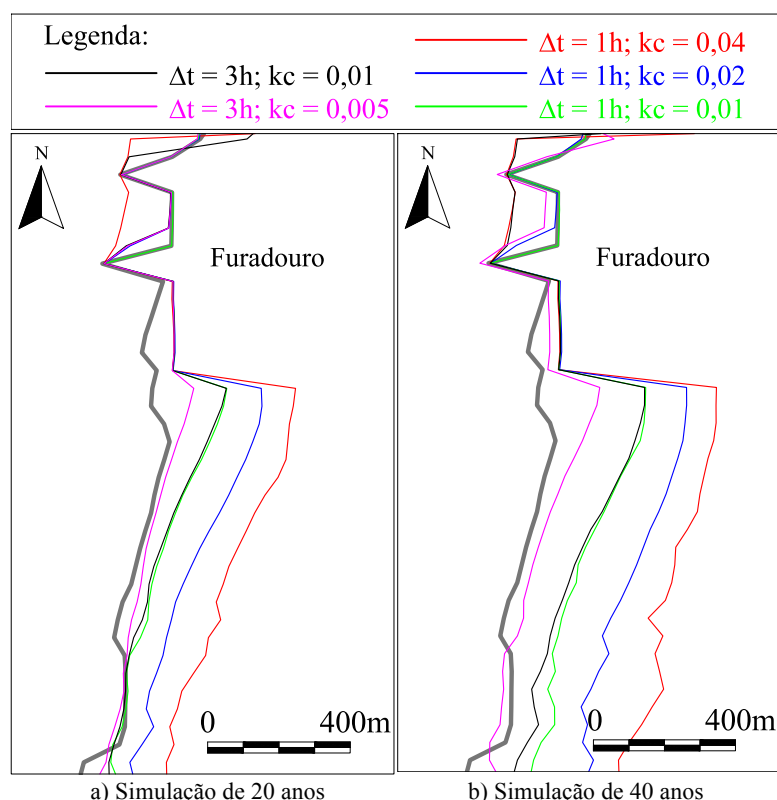 Legenda:
Δt = 3h; kc = 0,01
Δt = 3h; kc = 0,005
Δt = 1h; kc = 0,04
Δt = 1h; kc = 0,02
Δt = 1h; kc = 0,01
N
Furadouro
0 400m
a) Simulação de 20 anos
N
Furadouro
0 400m
b) Simulação de 40 anos